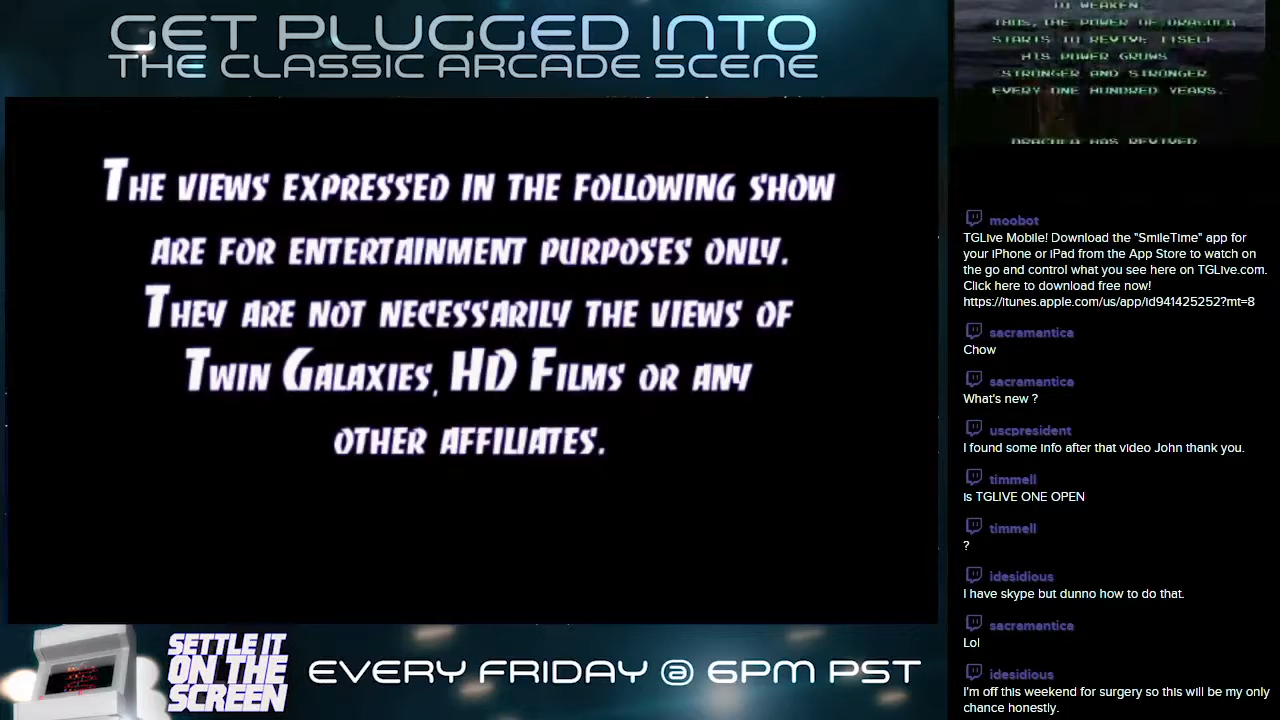 GET PLUGGED INTO
THE CLASSIC ARCADE SCENE
The views expressed in the following show
are for entertainment purposes only.
They are not necessarily the views of
Twin Galaxies, HD Films or any
other affiliates.
SETTLE IT
ON THE
SCREEN
EVERY FRIDAY @ 6PM PST
TO WEAKEN.
THUS, THE POWER OF DRACULA
STARTS TO REVIVE ITSELF
HIS POWER GROWS
STRONGER AND STRONGER
EVERY ONE HUNDRED YEARS.
DRACULA HAS REVIVED
moobot
TGLive Mobile! Download the "SmileTime" app for
your iPhone or iPad from the App Store to watch on
the go and control what you see here on TGLive.com.
Click here to download free now!
https://itunes.apple.com/us/app/id941425252?mt=8
sacramantica
Chow
sacramantica
What's new ?
uscpresident
I found some info after that video John thank you.
timmell
is TGLIVE ONE OPEN
timmell
?
idesidious
I have skype but dunno how to do that.
sacramantica
Lol
idesidious
I'm off this weekend for surgery so this will be my only
chance honestly.